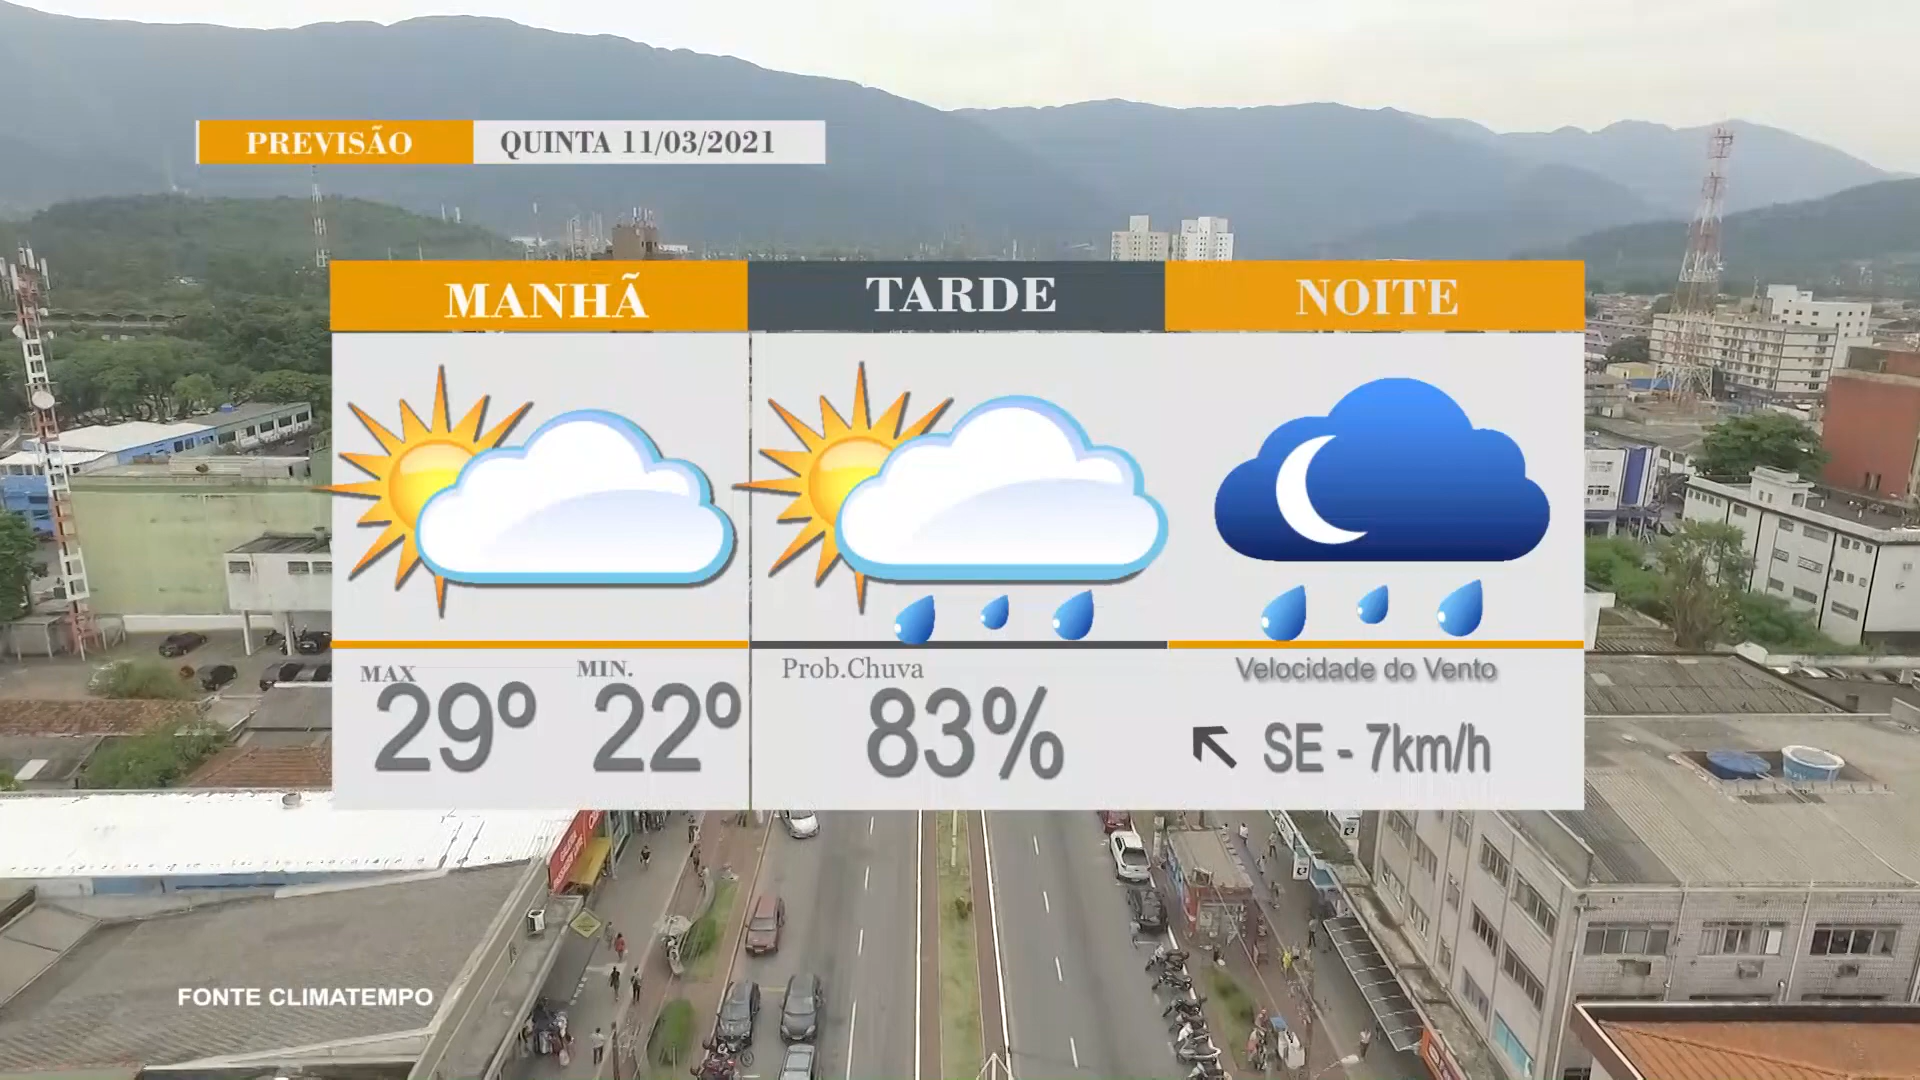 PREVISÃO
QUINTA 11/03/2021
MANHÃ
TARDE
NOITE
MAX
MIN.
29º
22º
Prob.Chuva
83%
Velocidade do Vento
SE - 7km/h
FONTE CLIMATEMPO